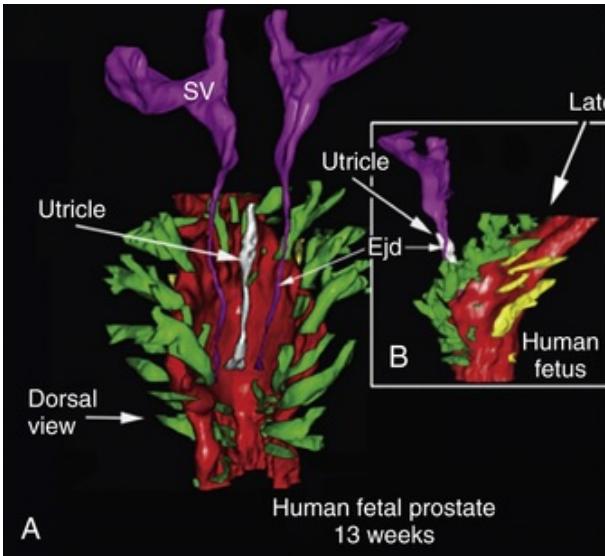 SV
Late
Utricle
Utricle
Ejd
Human
fetus
B
Dorsal
view
Human fetal prostate
13 weeks
A